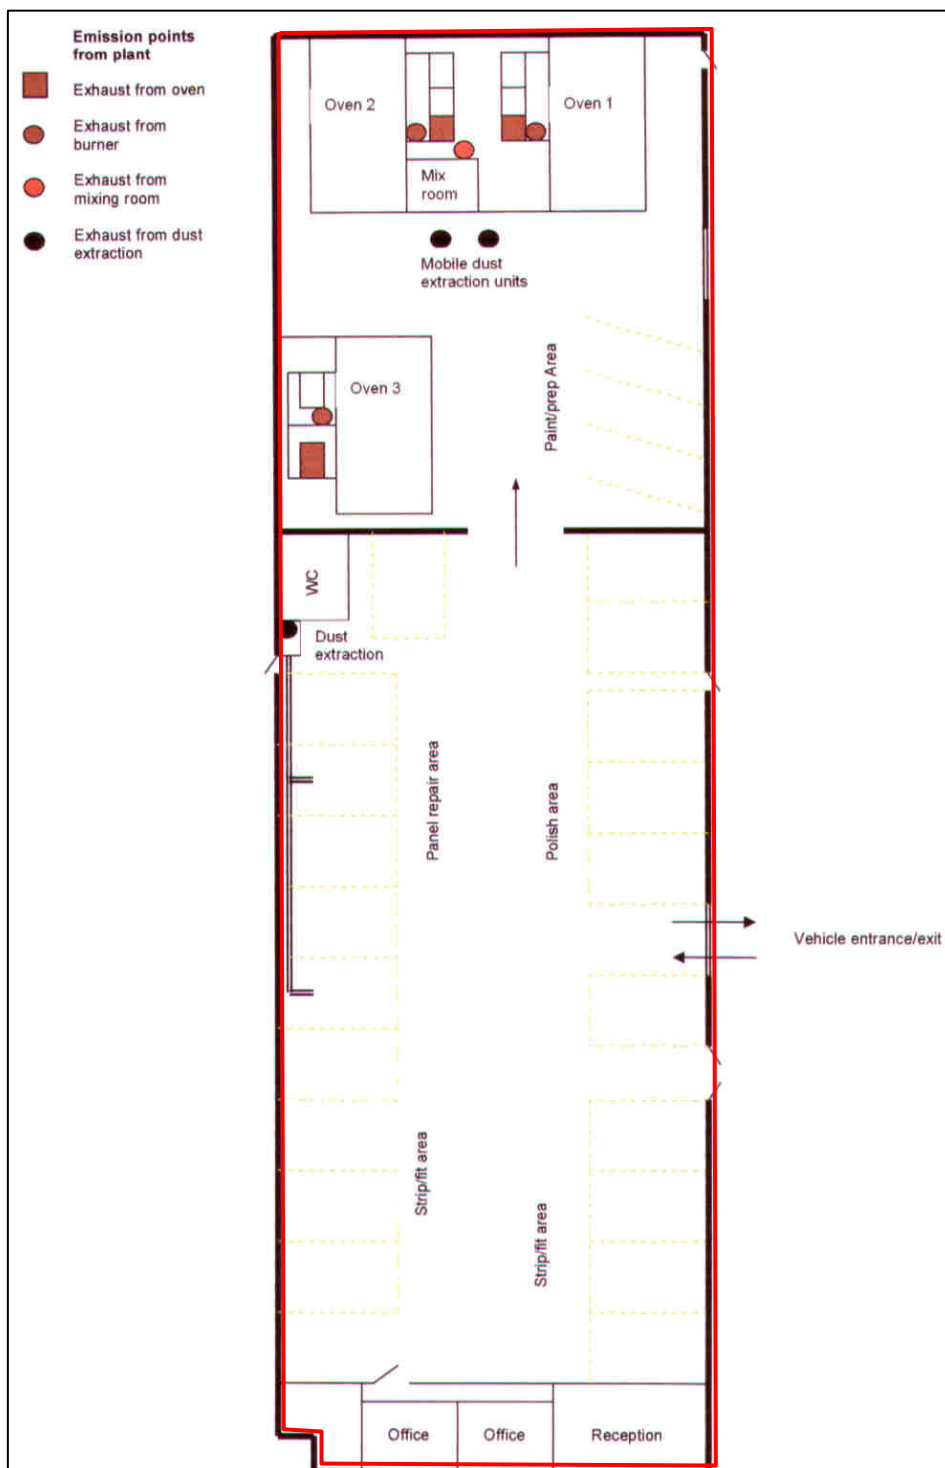 Emission points
from plant
Exhaust from oven
Exhaust from
burner
Exhaust from
mixing room
Exhaust from dust
extraction
Oven 2
Oven 1
Mix
room
Mobile dust
extraction units
Oven 3
Paint/prep Area
WC
Dust
extraction
Panel repair area
Polish area
Vehicle entrance/exit
Strip/fit area
Strip/fit area
Office
Office
Reception